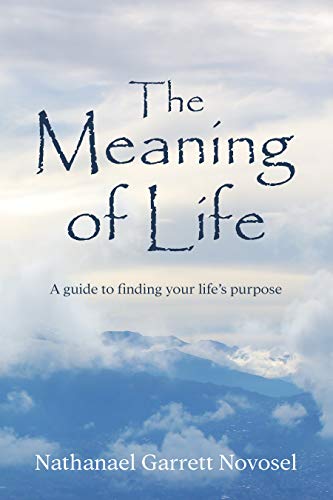 The
Meaning
of Life
A guide to finding your life's purpose
Nathanael Garrett Novosel